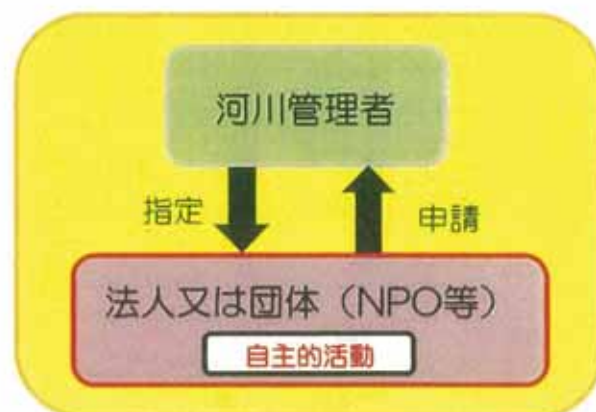 河川管理者
指定
申請
法人又は団体（NPO等）
自主的活動